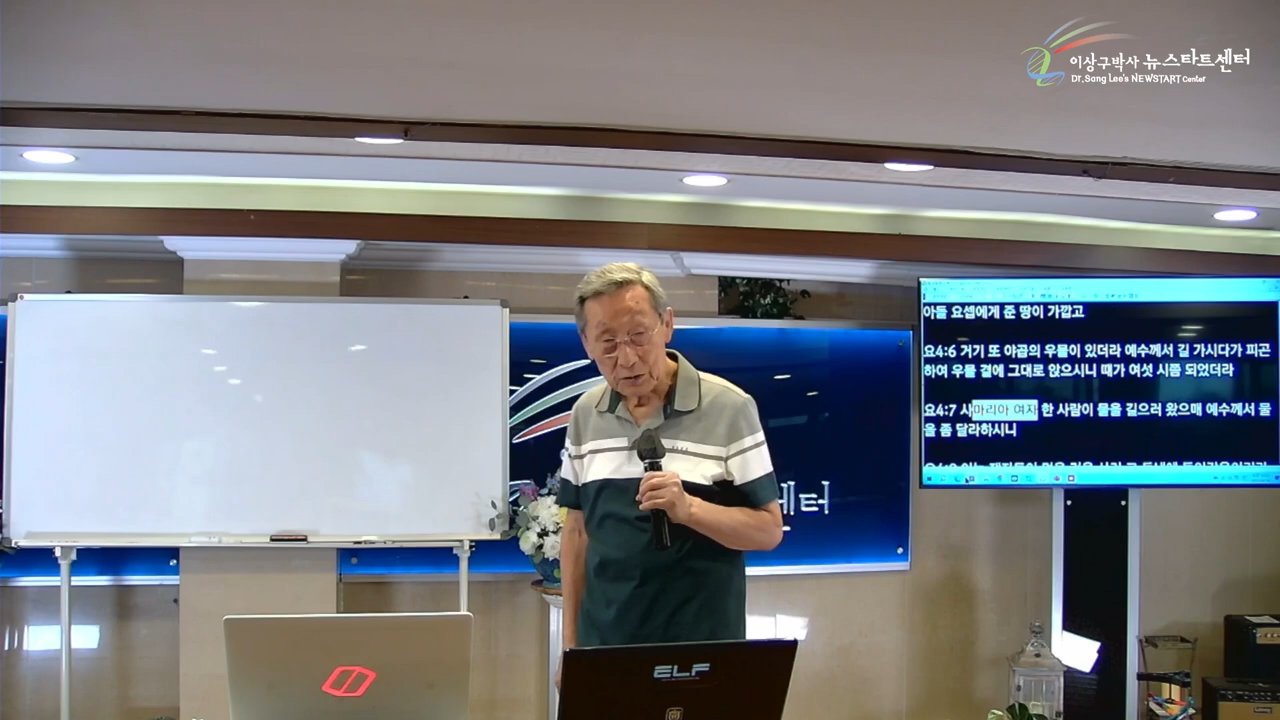 이상구박사 뉴스타트센터
Dr. Sang Lee's NEWSTART Center
아들 요셉에게 준 땅이 가깝고
요4:6 거기 또 야곱의 우물이 있더라 예수께서 길 가시다가 피곤
하여 우물 곁에 그대로 앉으시니 때가 여섯 시쯤 되었더라
요4:7 사마리아 여자 한 사람이 물을 길으러 왔으매 예수께서 물
을 좀 달라하시니
센터
ELF